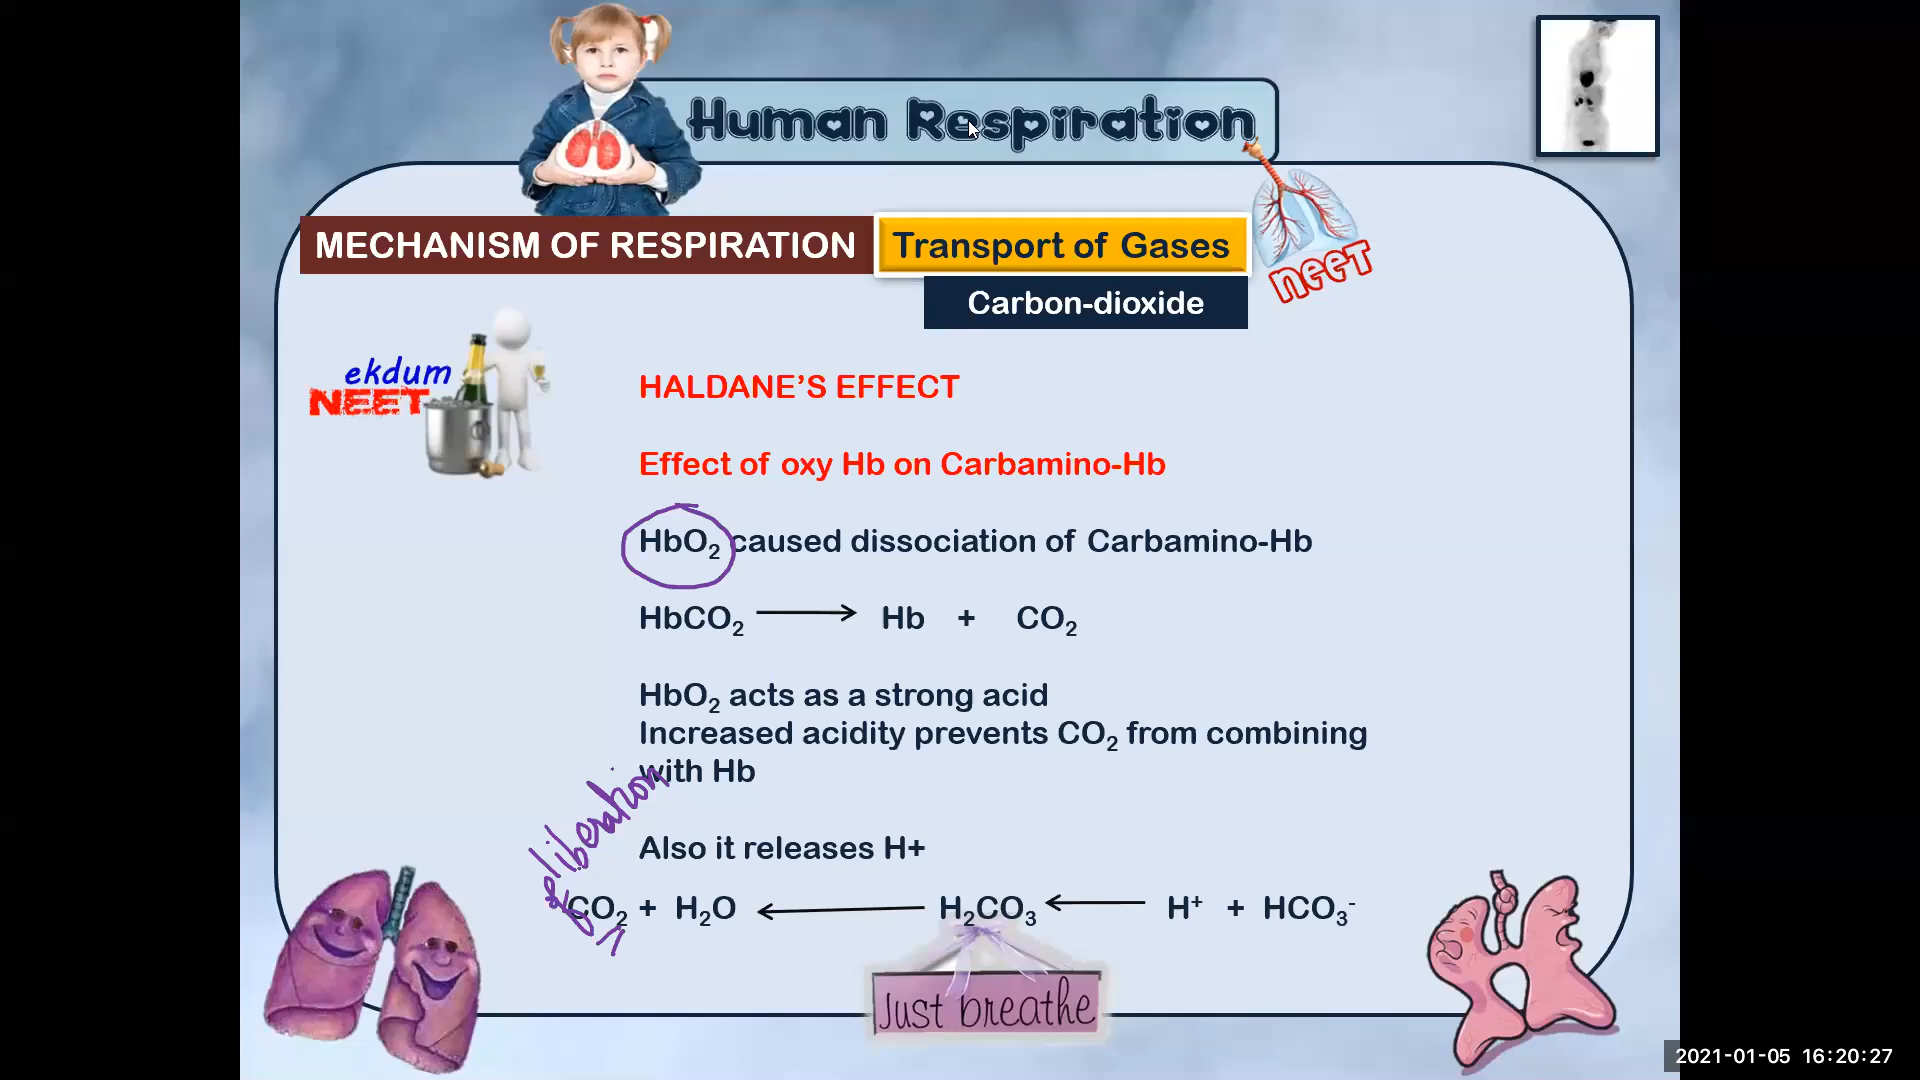 Human Respiration
MECHANISM OF RESPIRATION
Transport of Gases
NEET
Carbon-dioxide
ekdum
NEET
HALDANE’S EFFECT
Effect of oxy Hb on Carbamino-Hb
HbO₂ caused dissociation of Carbamino-Hb
HbCO₂ ⟶ Hb + CO₂
HbO₂ acts as a strong acid
Increased acidity prevents CO₂ from combining
with Hb
liberation
Also it releases H+
CO₂ + H₂O ⟵ H₂CO₃ ⟵ H⁺ + HCO₃⁻
Just breathe
2021-01-05 16:20:27